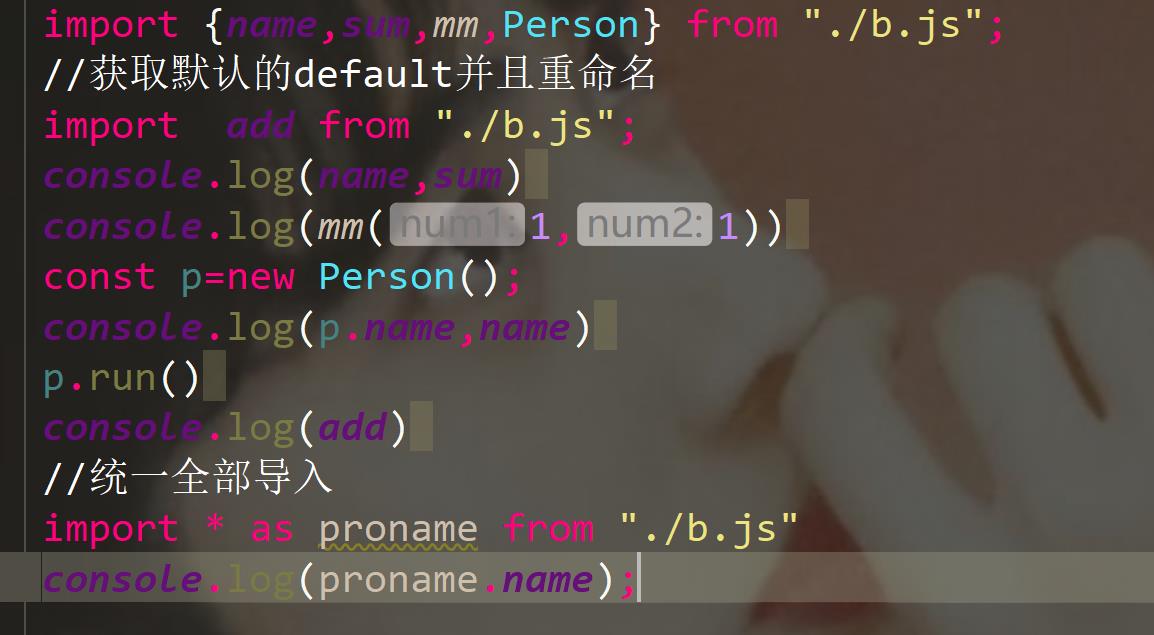 import {name,sum,mm,Person} from "./b.js";
//获取默认的default并且重命名
import  add from "./b.js";
console.log(name,sum)
console.log(mm(num1:1,num2:1))
const p=new Person();
console.log(p.name,name)
p.run()
console.log(add)
//统一全部导入
import * as proname from "./b.js"
console.log(proname.name);